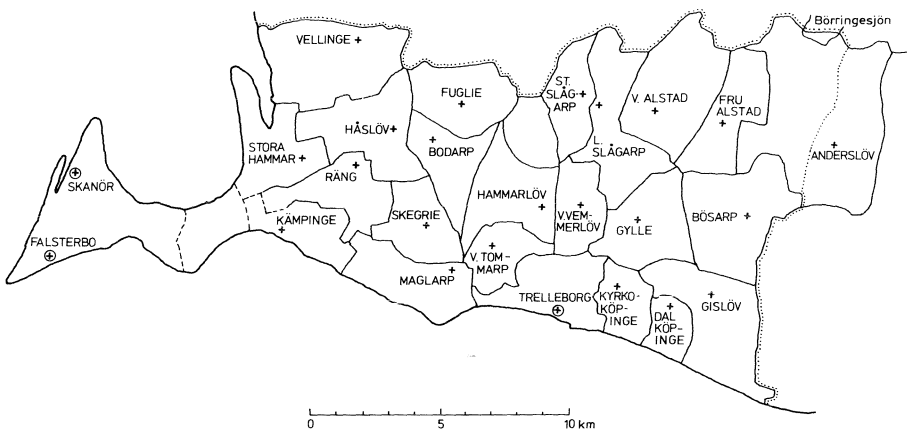 Börringesjön
VELLINGE
ST.
SLÅG-
ARP
FUGLIE
V. ALSTAD
FRU
ALSTAD
HÅSLÖV
STORA
HAMMAR
BODARP
L.
SLÅGARP
ANDERSLÖV
RÄNG
SKANÖR
HAMMARLÖV
SKEGRIE
KÄMPINGE
V.VEM-
MERLÖV
GYLLE
BÖSARP
FALSTERBO
V. TOM-
MARP
MAGLARP
TRELLEBORG
KYRKO-
KÖP-
INGE
DAL
KÖP-
INGE
GISLÖV
0 5 10 km